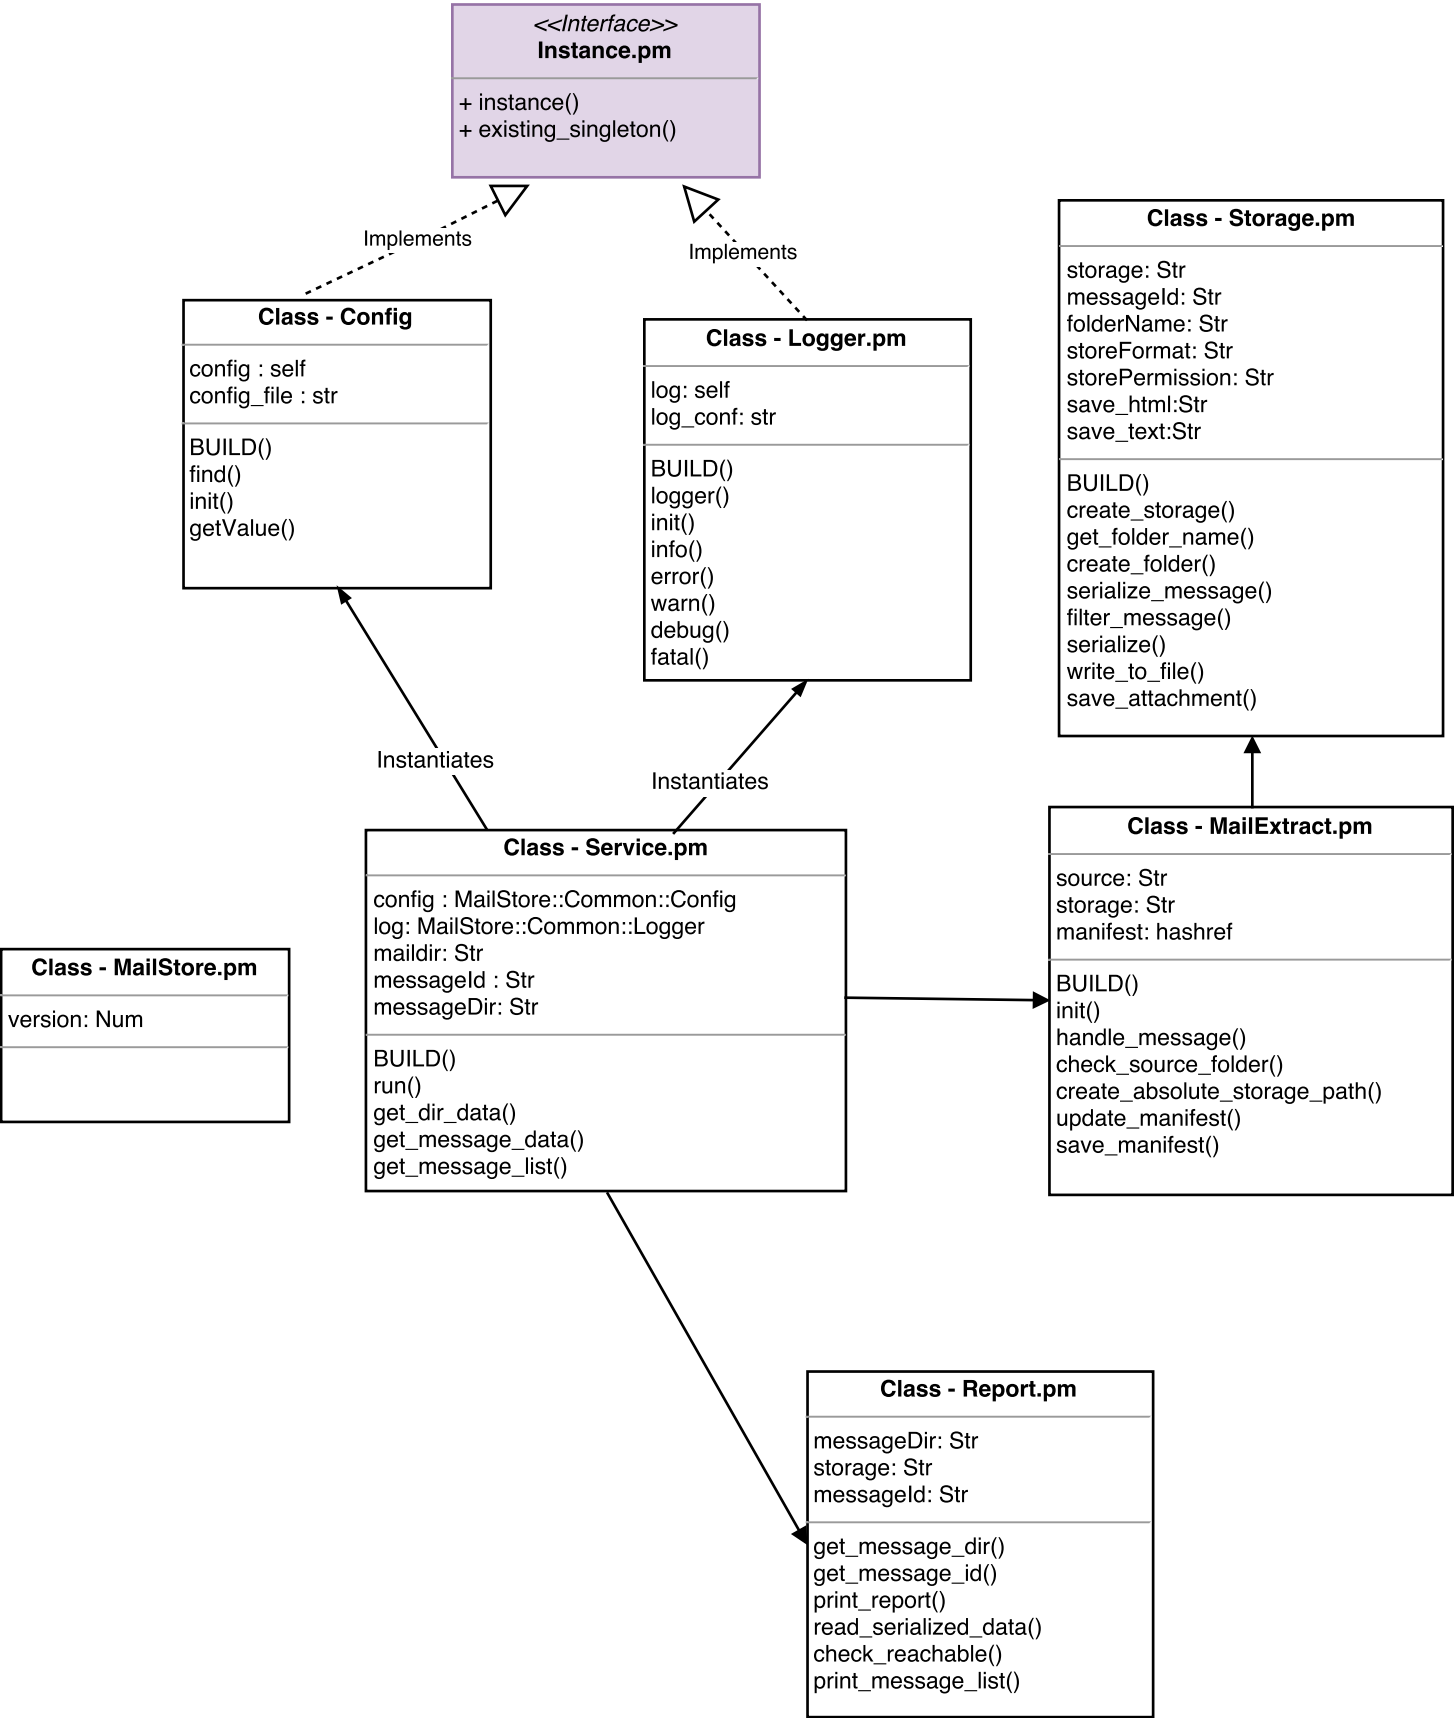 <<Interface>>
Instance.pm
+ instance()
+ existing_singleton()
Implements
Implements
Class - Config
config : self
config_file : str
BUILD()
find()
init()
getValue()
Class - Logger.pm
log: self
log_conf: str
BUILD()
logger()
init()
info()
error()
warn()
debug()
fatal()
Class - Storage.pm
storage: Str
messageId: Str
folderName: Str
storeFormat: Str
storePermission: Str
save_html:Str
save_text:Str
BUILD()
create_storage()
get_folder_name()
create_folder()
serialize_message()
filter_message()
serialize()
write_to_file()
save_attachment()
Instantiates
Instantiates
Class - Service.pm
config : MailStore::Common::Config
log: MailStore::Common::Logger
maildir: Str
messageId : Str
messageDir: Str
BUILD()
run()
get_dir_data()
get_message_data()
get_message_list()
Class - MailExtract.pm
source: Str
storage: Str
manifest: hashref
BUILD()
init()
handle_message()
check_source_folder()
create_absolute_storage_path()
update_manifest()
save_manifest()
Class - MailStore.pm
version: Num
Class - Report.pm
messageDir: Str
storage: Str
messageId: Str
get_message_dir()
get_message_id()
print_report()
read_serialized_data()
check_reachable()
print_message_list()